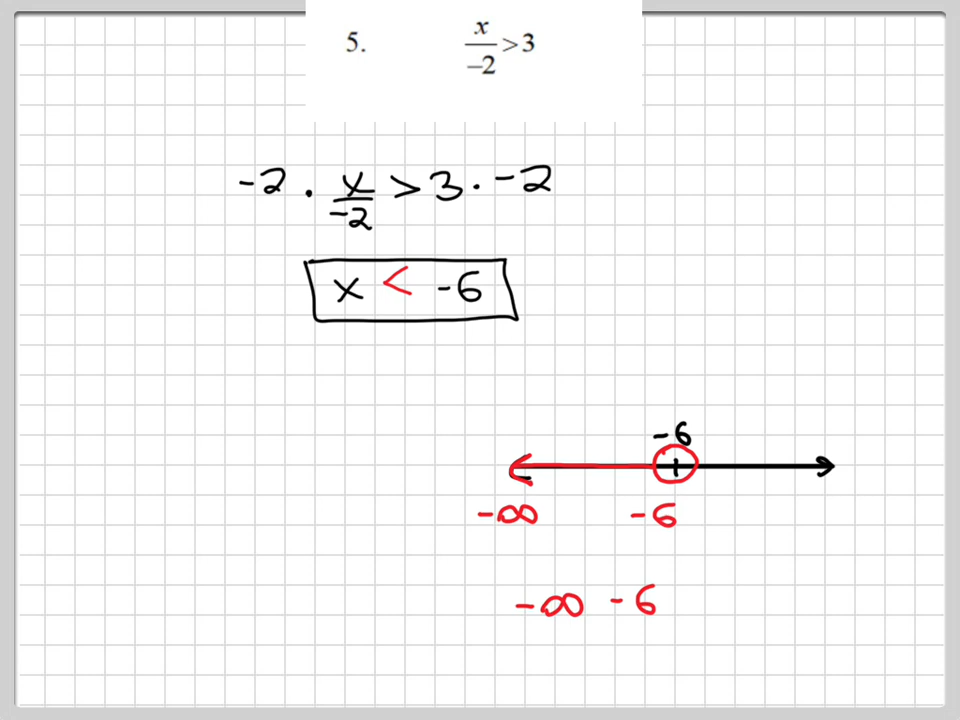 5. x/-2 > 3
-2 · x/-2 > 3 · -2
x < -6
-6
-∞ -6
-∞ -6